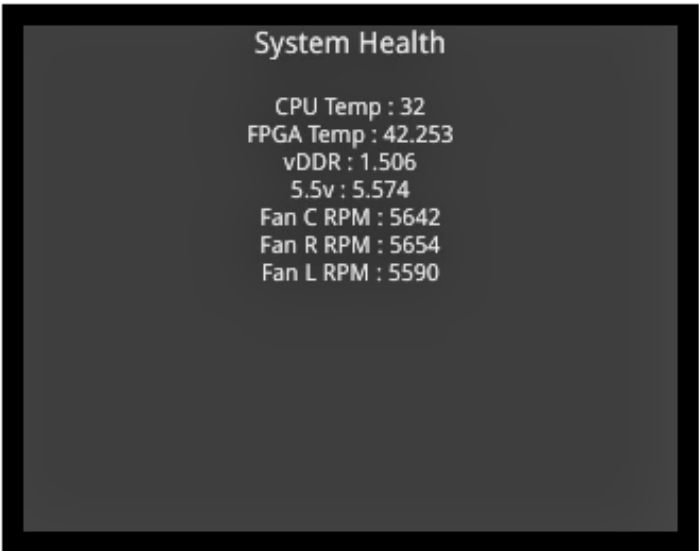 System Health
CPU Temp : 32
FPGA Temp : 42.253
vDDR : 1.506
5.5v : 5.574
Fan C RPM : 5642
Fan R RPM : 5654
Fan L RPM : 5590